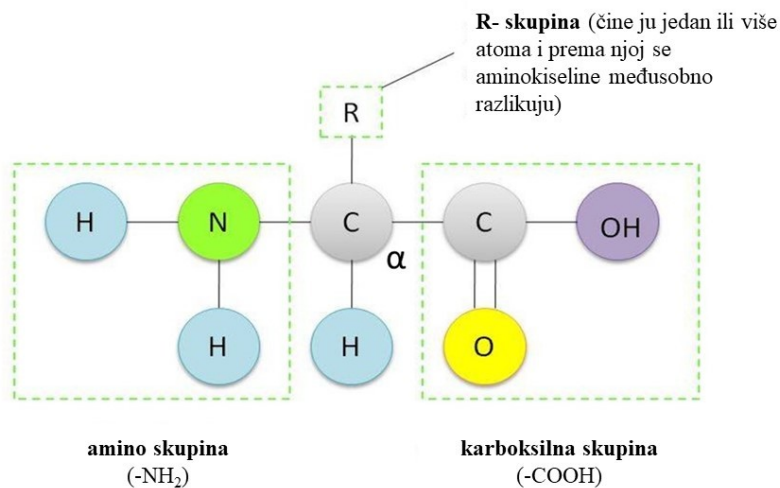 R- skupina (čine ju jedan ili više
atoma i prema njoj se
aminokiseline međusobno
razlikuju)
R
H N C C OH
α
H H O
amino skupina
(-NH₂)
karboksilna skupina
(-COOH)